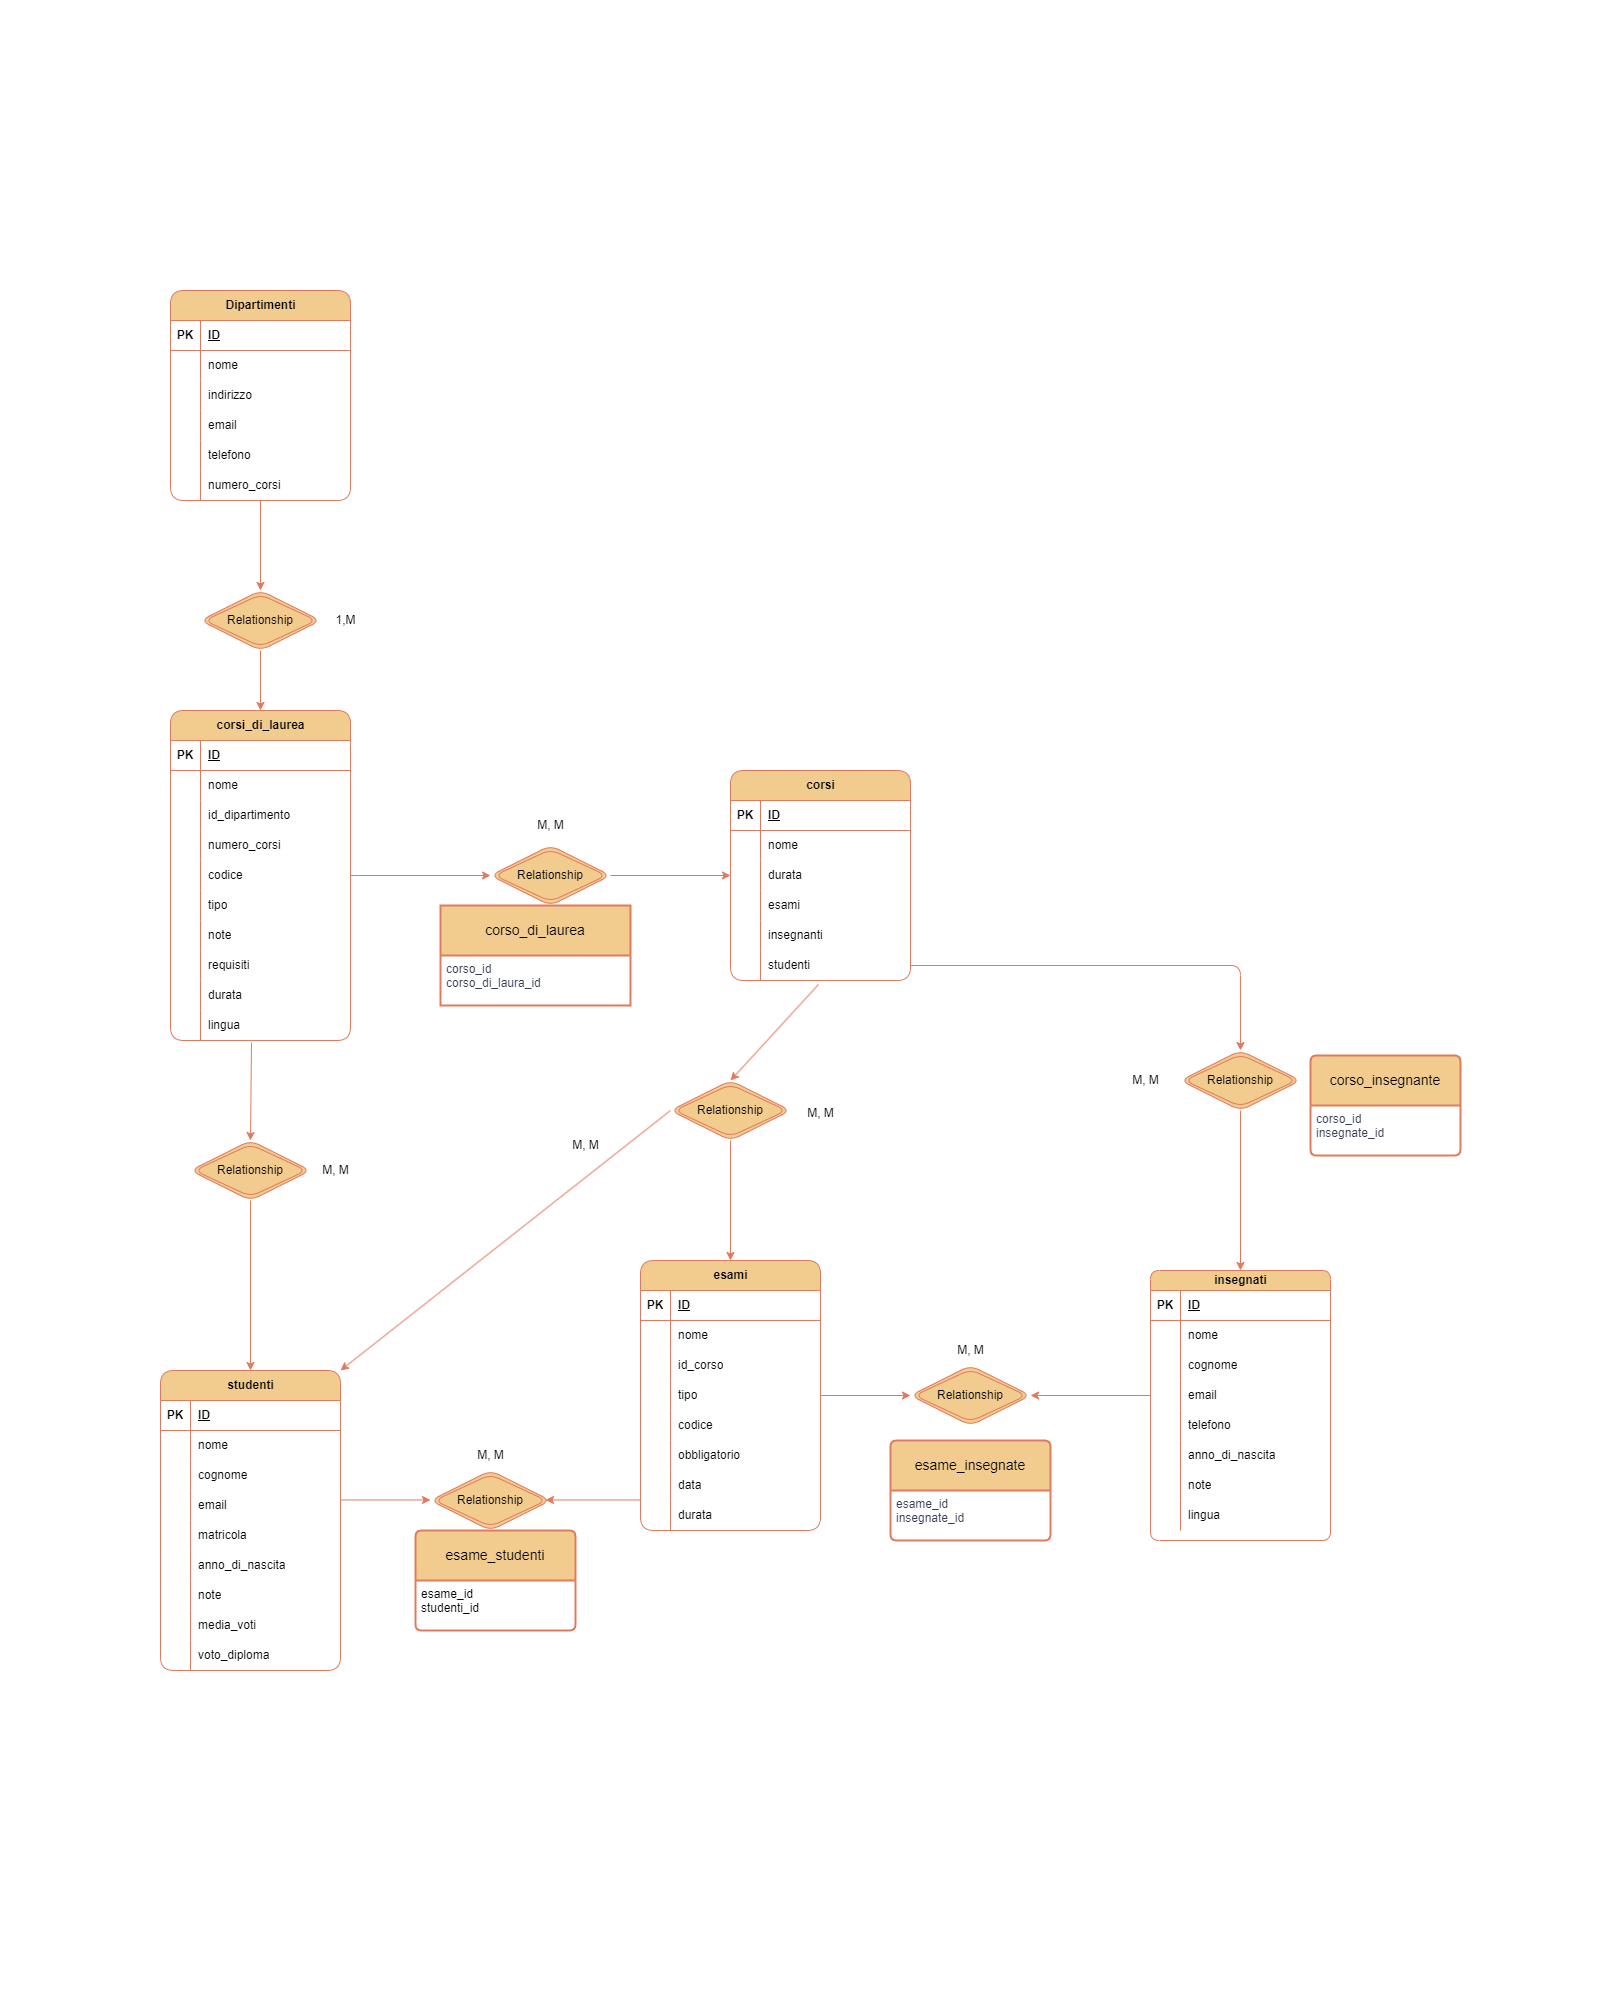 Dipartimenti
PK ID
nome
indirizzo
email
telefono
numero_corsi
Relationship 1,M
corsi_di_laurea
PK ID
nome
id_dipartimento
numero_corsi
codice
tipo
note
requisiti
durata
lingua
M, M
Relationship
corso_di_laurea
corso_id
corso_di_laura_id
corsi
PK ID
nome
durata
esami
insegnanti
studenti
Relationship M, M
M, M
Relationship M, M
M, M Relationship
corso_insegnante
corso_id
insegnate_id
studenti
PK ID
nome
cognome
email
matricola
anno_di_nascita
note
media_voti
voto_diploma
M, M
Relationship
esame_studenti
esame_id
studenti_id
esami
PK ID
nome
id_corso
tipo
codice
obbligatorio
data
durata
M, M
Relationship
esame_insegnate
esame_id
insegnate_id
insegnati
PK ID
nome
cognome
email
telefono
anno_di_nascita
note
lingua